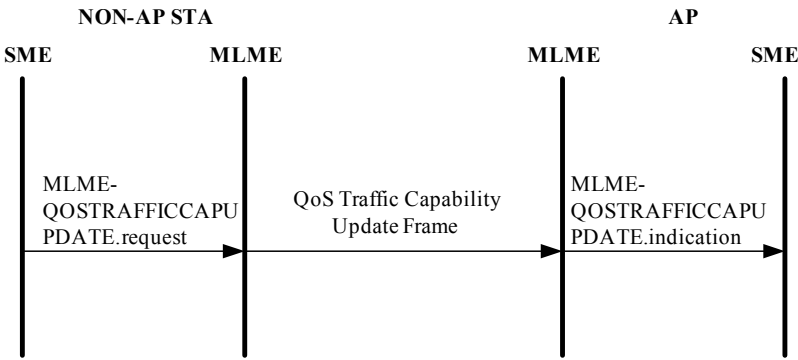 NON-AP STA
AP
SME
MLME
MLME
SME
MLME-
QOSTRAFFICCAPU
PDATE.request
QoS Traffic Capability
Update Frame
MLME-
QOSTRAFFICCAPU
PDATE.indication